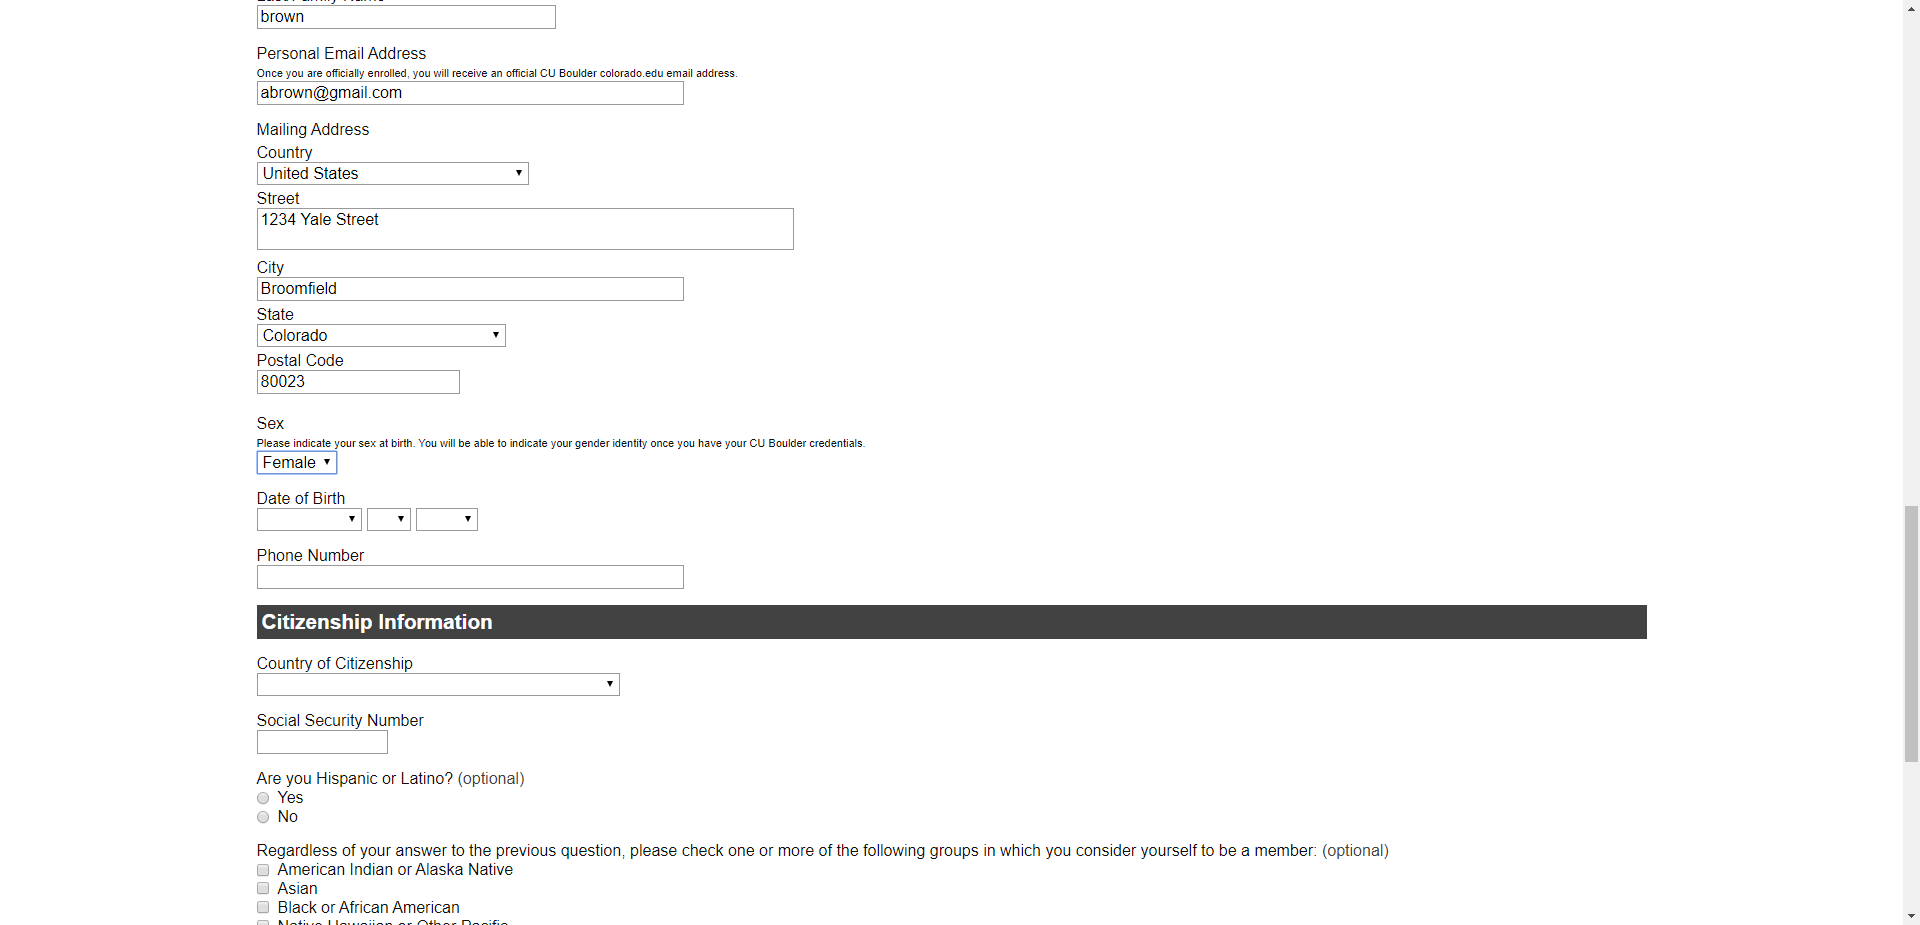 brown
Personal Email Address
Once you are officially enrolled, you will receive an official CU Boulder colorado.edu email address.
abrown@gmail.com
Mailing Address
Country
United States
Street
1234 Yale Street
City
Broomfield
State
Colorado
Postal Code
80023
Sex
Please indicate your sex at birth. You will be able to indicate your gender identity once you have your CU Boulder credentials.
Female
Date of Birth
Phone Number
Citizenship Information
Country of Citizenship
Social Security Number
Are you Hispanic or Latino? (optional)
Yes
No
Regardless of your answer to the previous question, please check one or more of the following groups in which you consider yourself to be a member: (optional)
American Indian or Alaska Native
Asian
Black or African American
Native Hawaiian or Other Pacific